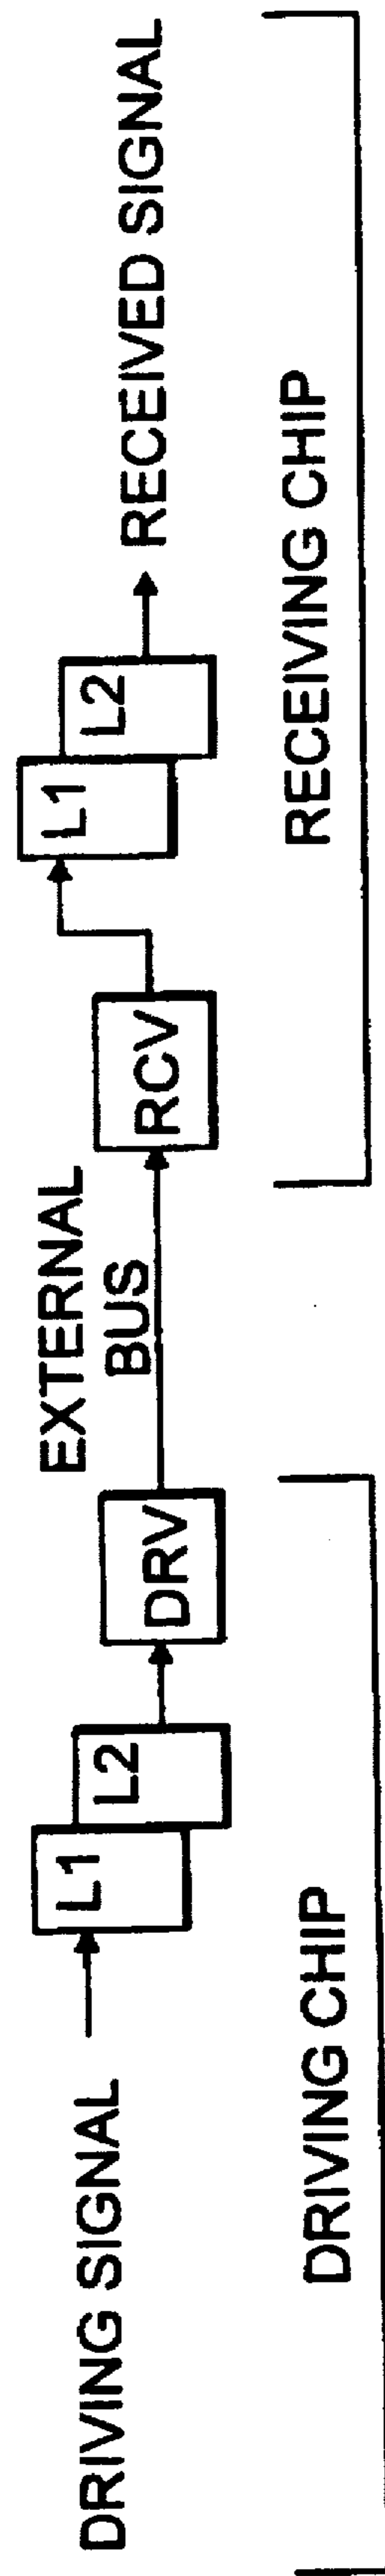 DRIVING SIGNAL
L1
L2
DRV
EXTERNAL
BUS
RCV
L1
L2
RECEIVED SIGNAL
DRIVING CHIP
RECEIVING CHIP